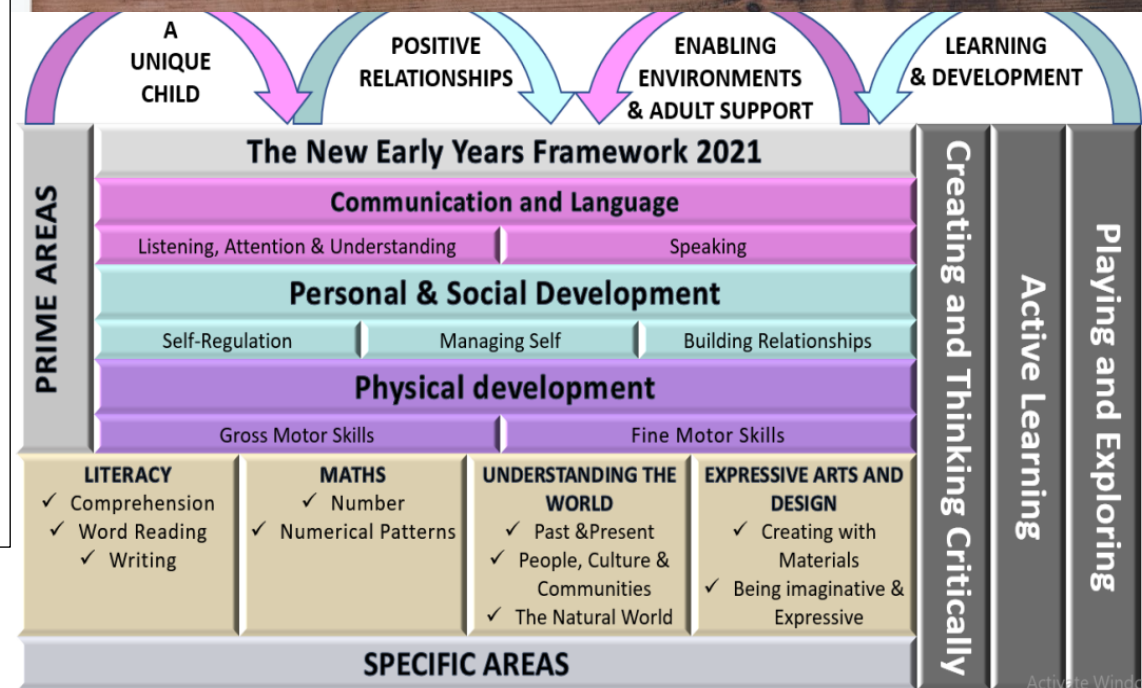 A
UNIQUE
CHILD
POSITIVE
RELATIONSHIPS
ENABLING
ENVIRONMENTS
& ADULT SUPPORT
LEARNING
& DEVELOPMENT
PRIME AREAS
The New Early Years Framework 2021
Communication and Language
Listening, Attention & Understanding
Speaking
Personal & Social Development
Self-Regulation
Managing Self
Building Relationships
Physical development
Gross Motor Skills
Fine Motor Skills
LITERACY
✓ Comprehension
✓ Word Reading
✓ Writing
MATHS
✓ Number
✓ Numerical Patterns
UNDERSTANDING THE
WORLD
✓ Past &Present
✓ People, Culture &
Communities
✓ The Natural World
EXPRESSIVE ARTS AND
DESIGN
✓ Creating with
Materials
✓ Being imaginative &
Expressive
SPECIFIC AREAS
Creating and Thinking Critically
Active Learning
Playing and Exploring
Activate Windo